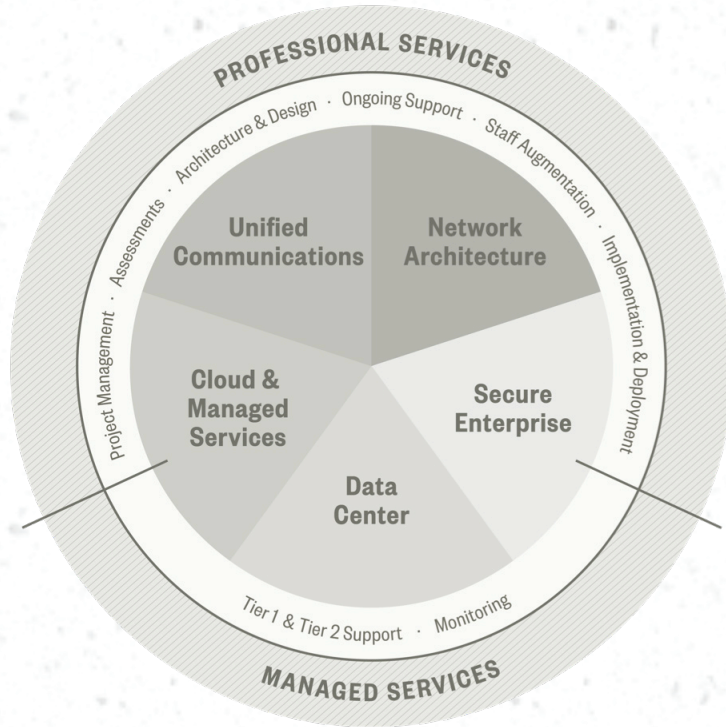 PROFESSIONAL SERVICES
Project Management · Assessments · Architecture & Design · Ongoing Support · Staff Augmentation · Implementation & Deployment
Unified
Communications
Network
Architecture
Cloud &
Managed
Services
Secure
Enterprise
Data
Center
Tier 1 & Tier 2 Support · Monitoring
MANAGED SERVICES